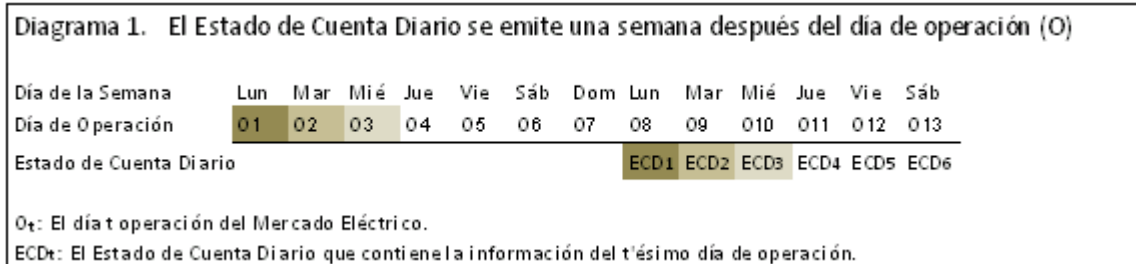 Diagrama 1. El Estado de Cuenta Diario se emite una semana después del día de operación (O)
Día de la Semana Lun Mar Mié Jue Vie Sáb Dom Lun Mar Mié Jue Vie Sáb
Día de Operación O1 O2 O3 O4 O5 O6 O7 O8 O9 O10 O11 O12 O13
Estado de Cuenta Diario ECD1 ECD2 ECD3 ECD4 ECD5 ECD6
Ot: El día t operación del Mercado Eléctrico.
ECDt: El Estado de Cuenta Diario que contiene la información del t'ésimo día de operación.